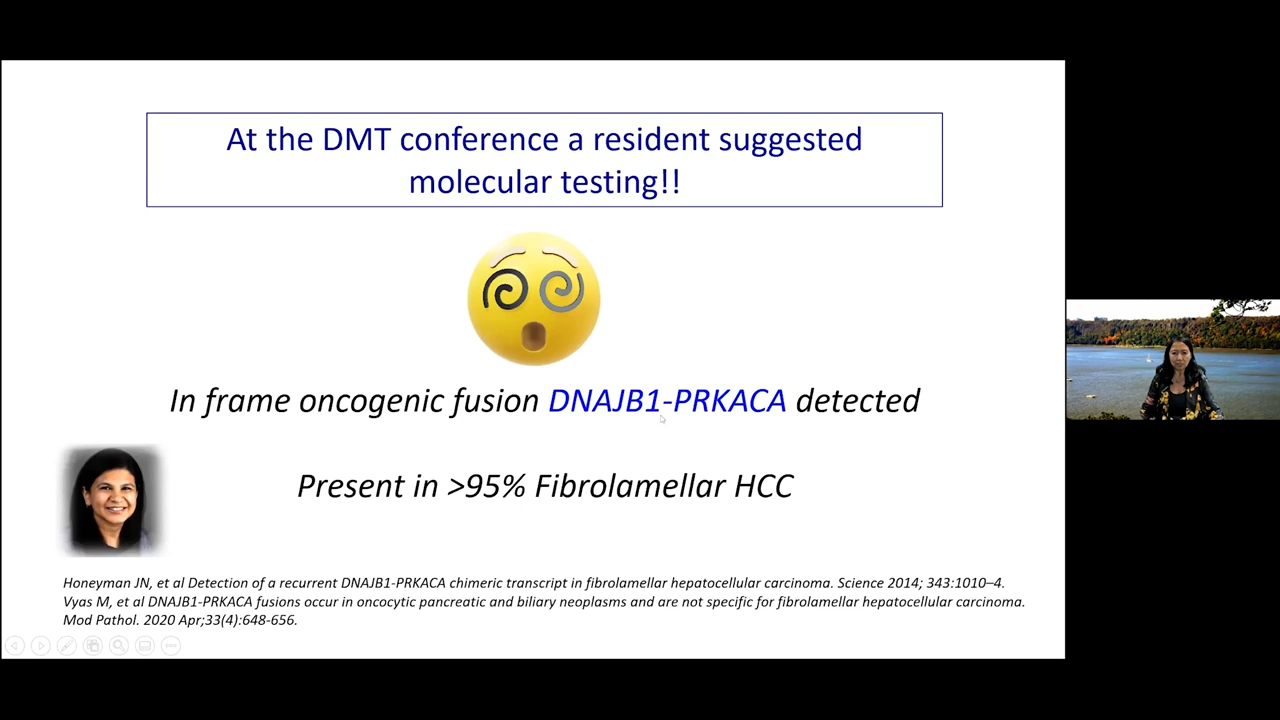 At the DMT conference a resident suggested
molecular testing!!
In frame oncogenic fusion DNAJB1-PRKACA detected
Present in >95% Fibrolamellar HCC
Honeyman JN, et al Detection of a recurrent DNAJB1-PRKACA chimeric transcript in fibrolamellar hepatocellular carcinoma. Science 2014; 343:1010–4.
Vyas M, et al DNAJB1-PRKACA fusions occur in oncocytic pancreatic and biliary neoplasms and are not specific for fibrolamellar hepatocellular carcinoma.
Mod Pathol. 2020 Apr;33(4):648-656.